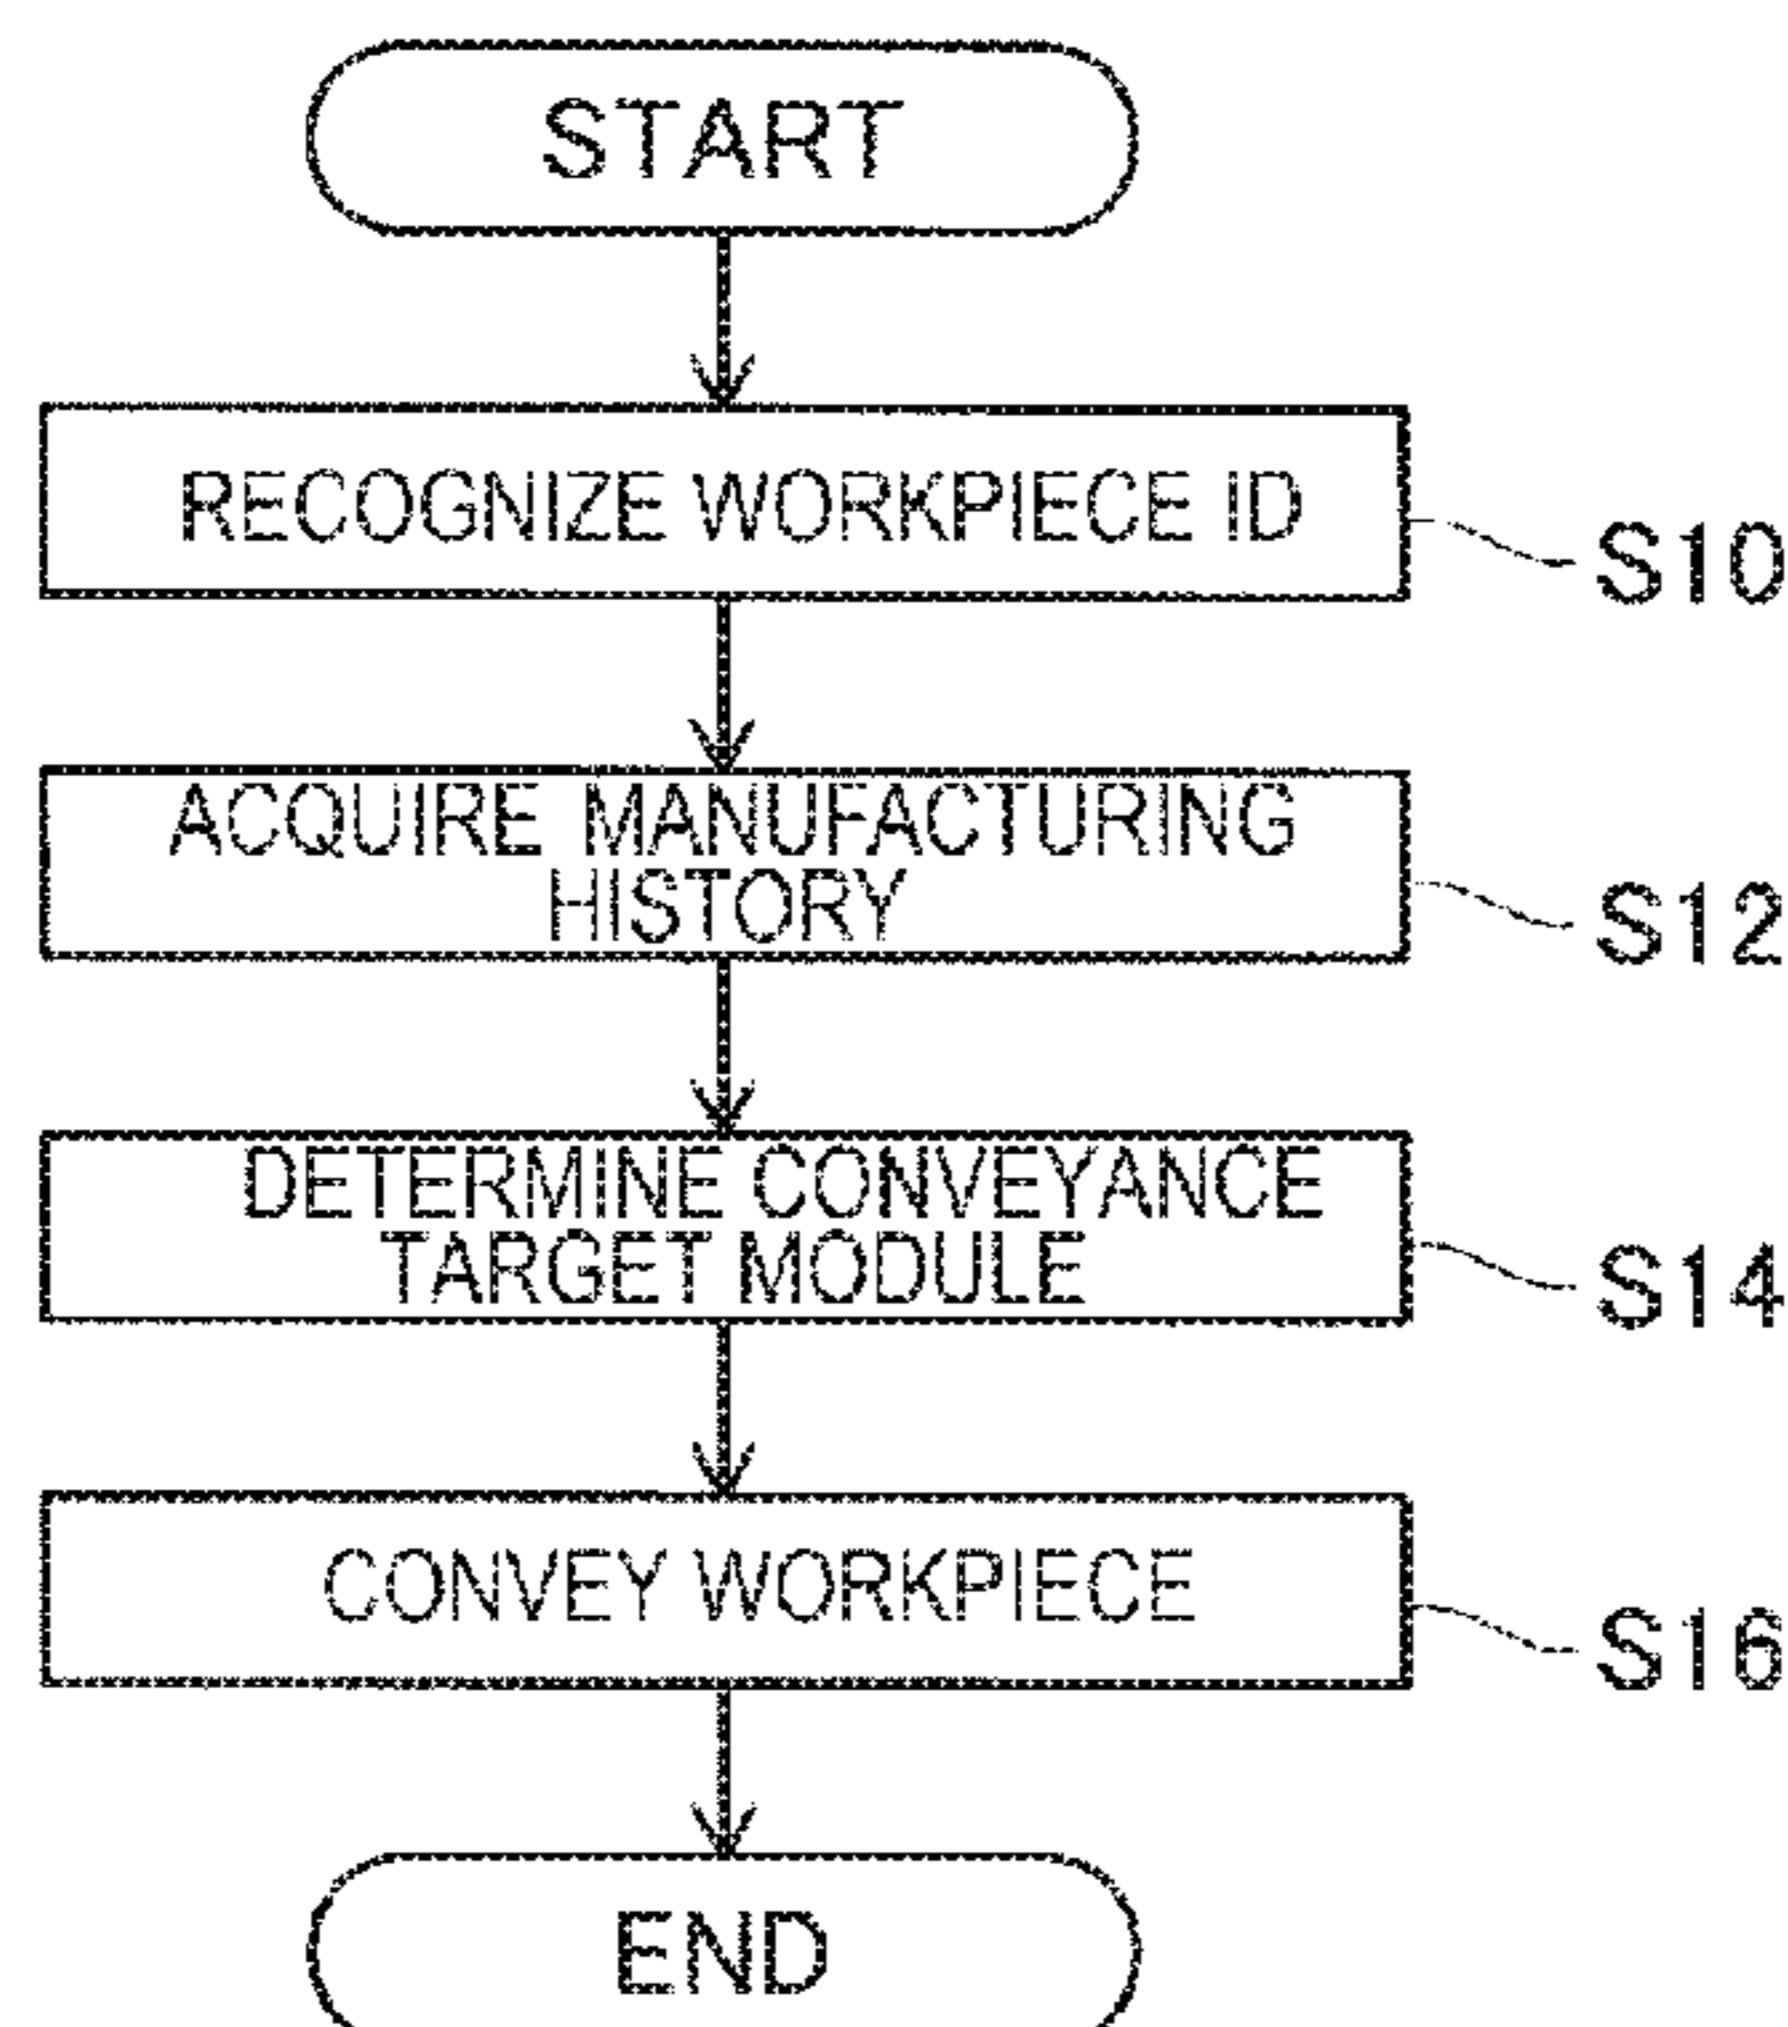 START
RECOGNIZE WORKPIECE ID
S10
ACQUIRE MANUFACTURING
HISTORY
S12
DETERMINE CONVEYANCE
TARGET MODULE
S14
CONVEY WORKPIECE
S16
END